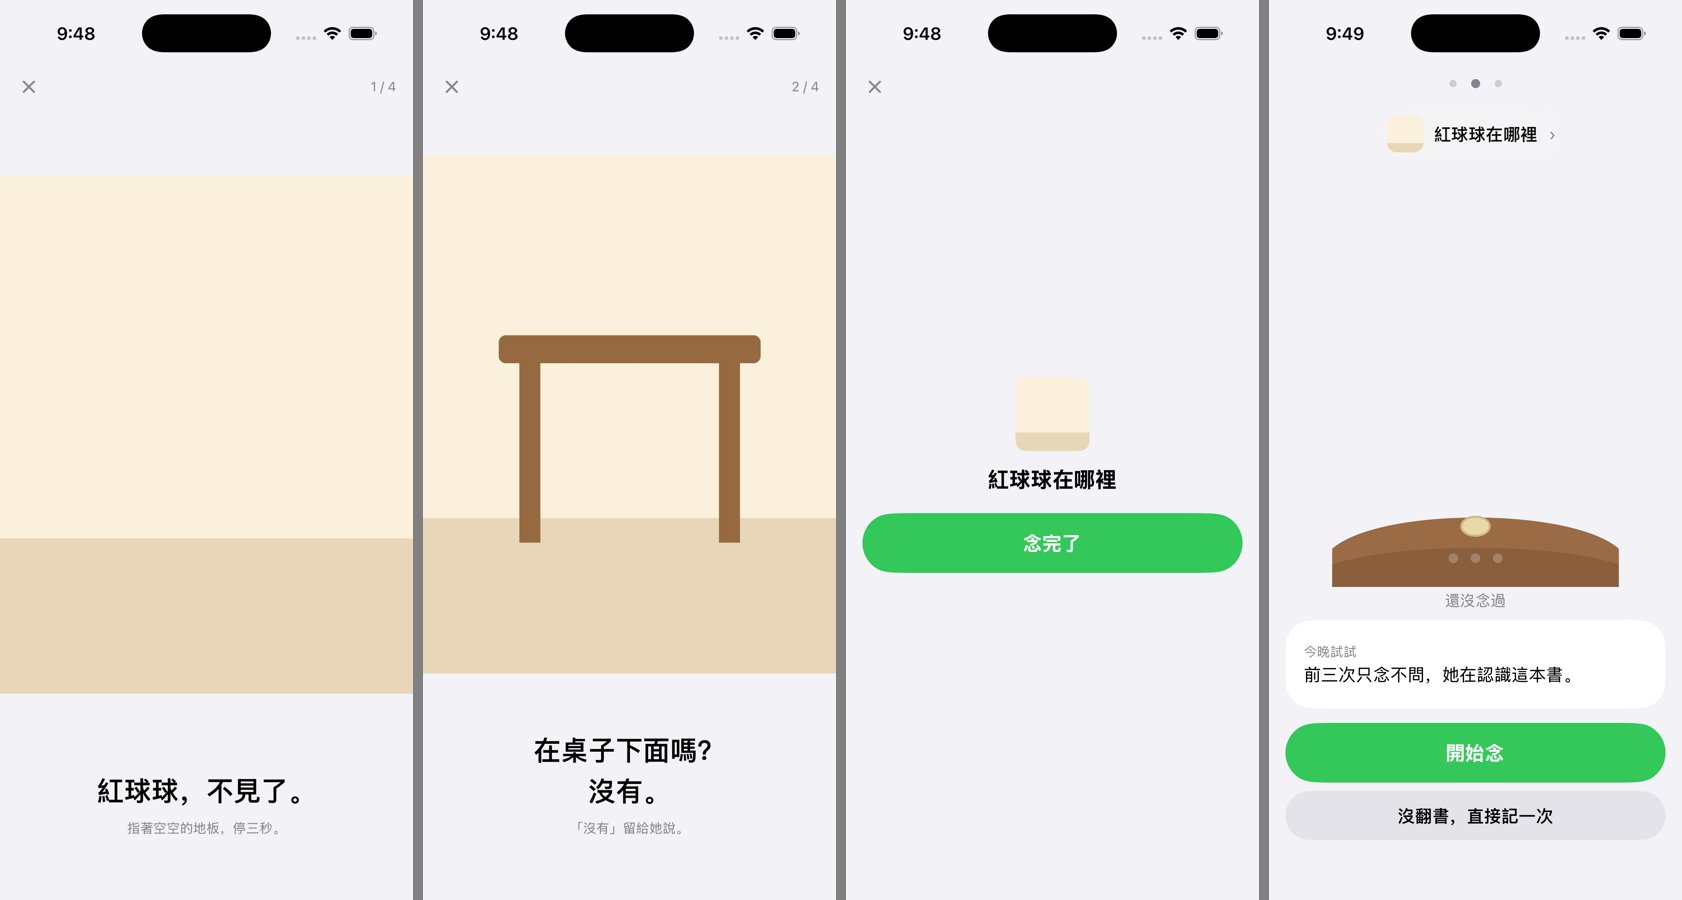 9:48
1 / 4
紅球球，不見了。
指著空空的地板，停三秒。
9:48
2 / 4
在桌子下面嗎？
沒有。
「沒有」留給她說。
9:48
紅球球在哪裡
念完了
9:49
紅球球在哪裡 ›
還沒念過
今晚試試
前三次只念不問，她在認識這本書。
開始念
沒翻書，直接記一次